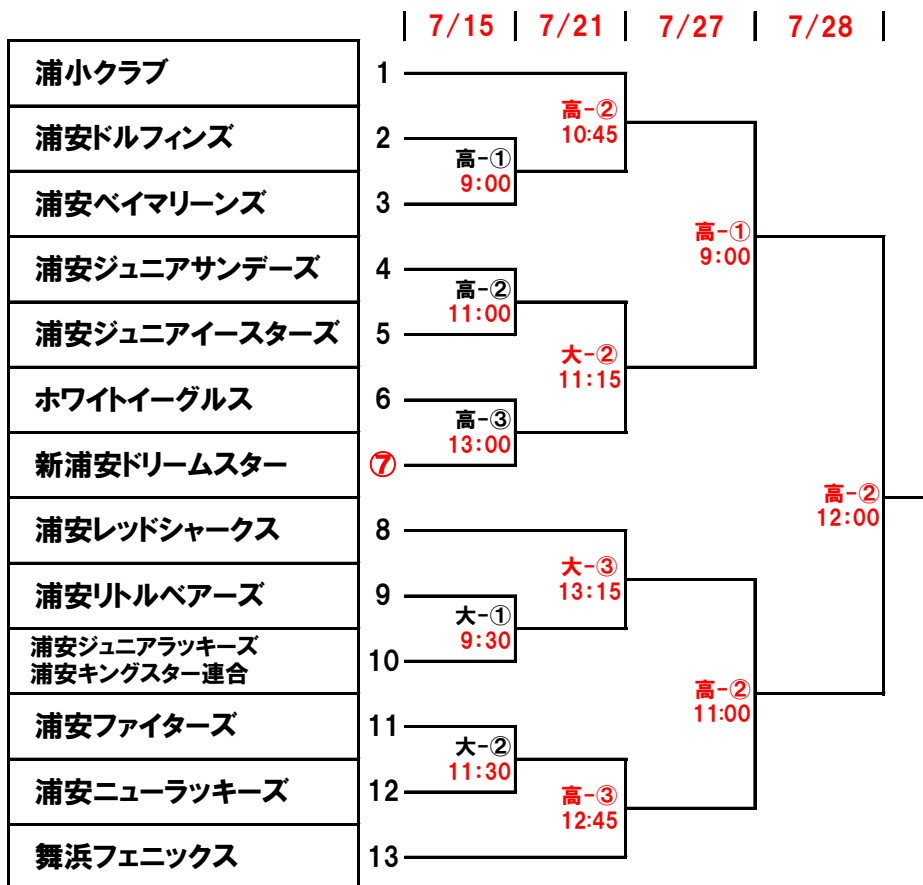 7/15 7/21 7/27 7/28
浦小クラブ 1
高-②
10:45
浦安ドルフィンズ 2
高-①
9:00
浦安ベイマリーンズ 3
高-①
9:00
浦安ジュニアサンデーズ 4
高-②
11:00
浦安ジュニアイースターズ 5
大-②
11:15
ホワイトイーグルス 6
高-③
13:00
新浦安ドリームスター ⑦
高-②
12:00
浦安レッドシャークス 8
大-③
13:15
浦安リトルベアーズ 9
大-①
9:30
浦安ジュニアラッキーズ
浦安キングスター連合
10
高-②
11:00
浦安ファイターズ 11
大-②
11:30
浦安ニューラッキーズ 12
高-③
12:45
舞浜フェニックス 13